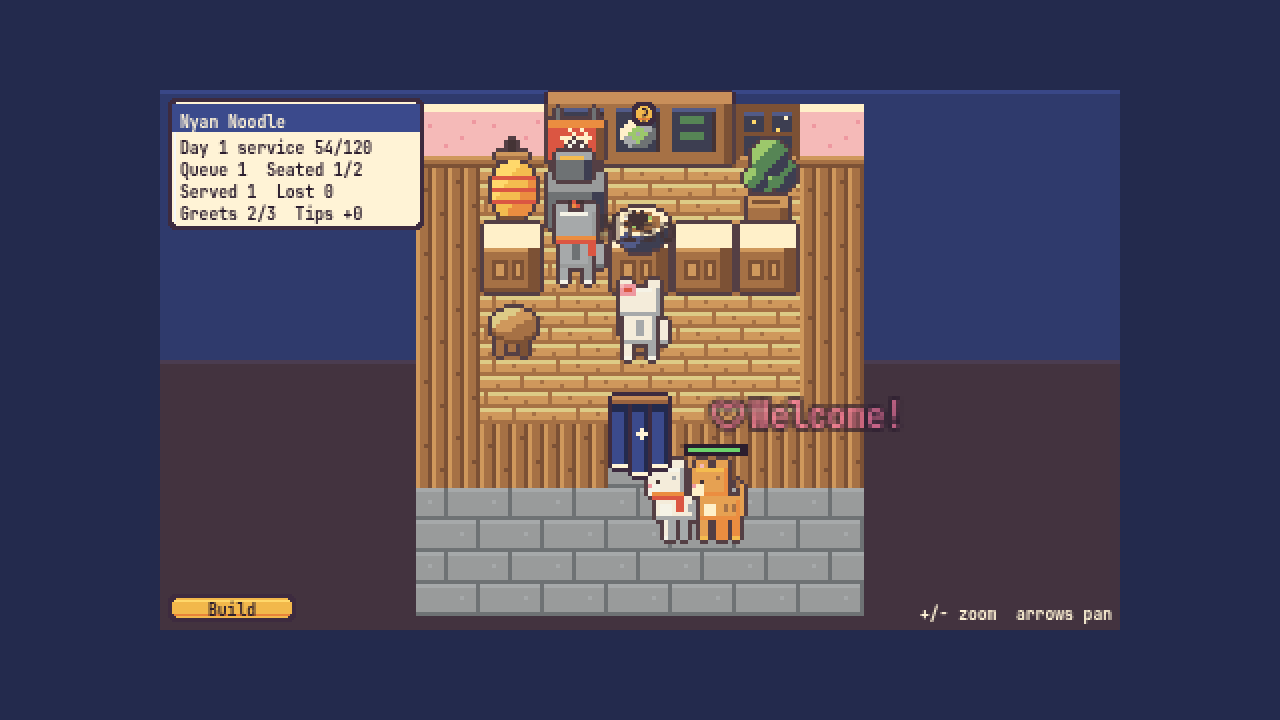 Nyan Noodle
Day 1 service 54/120
Queue 1 Seated 1/2
Served 1 Lost 0
Greets 2/3 Tips +0
♡Welcome!
Build
+/- zoom arrows pan